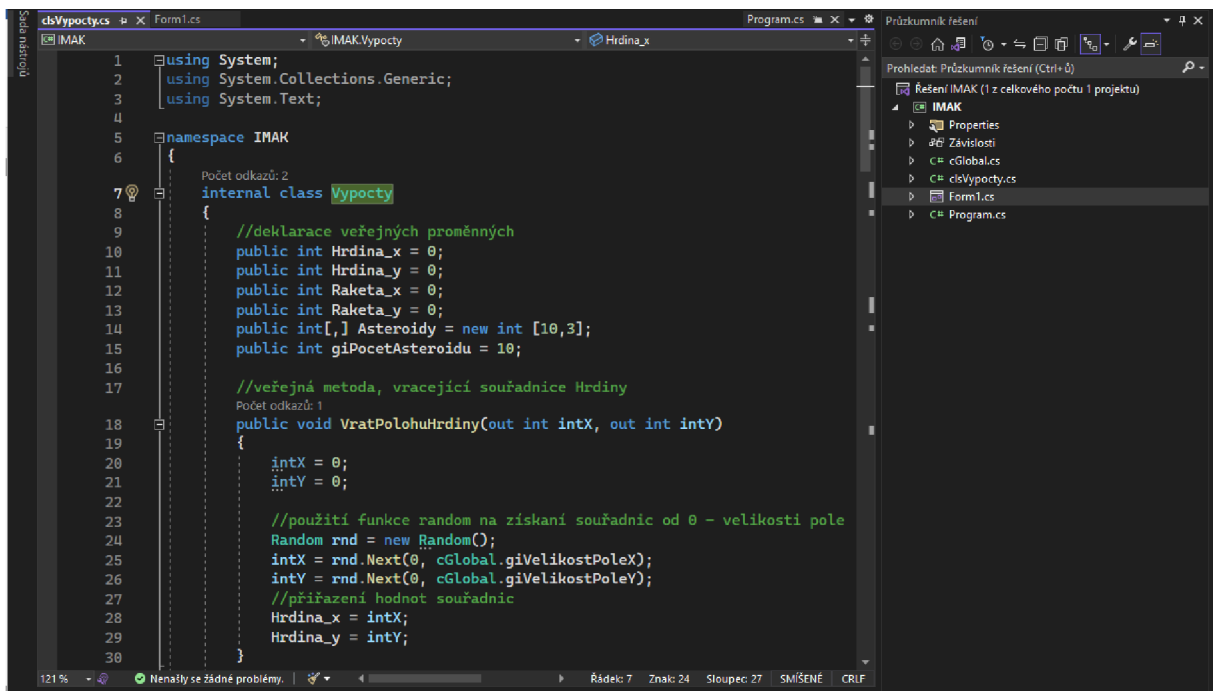 Sada nástrojů
clsVypocty.cs Form1.cs Program.cs
IMAK IMAK.Vypocty Hrdina_x
1 using System;
2 using System.Collections.Generic;
3 using System.Text;
4
5 namespace IMAK
6 {
Počet odkazů: 2
7 internal class Vypocty
8 {
9 //deklarace veřejných proměnných
10 public int Hrdina_x = 0;
11 public int Hrdina_y = 0;
12 public int Raketa_x = 0;
13 public int Raketa_y = 0;
14 public int[,] Asteroidy = new int [10,3];
15 public int giPocetAsteroidu = 10;
16
17 //veřejná metoda, vracející souřadnice Hrdiny
Počet odkazů: 1
18 public void VratPolohuHrdiny(out int intX, out int intY)
19 {
20 intX = 0;
21 intY = 0;
22
23 //použití funkce random na získaní souřadnic od 0 - velikosti pole
24 Random rnd = new Random();
25 intX = rnd.Next(0, cGlobal.giVelikostPoleX);
26 intY = rnd.Next(0, cGlobal.giVelikostPoleY);
27 //přiřazení hodnot souřadnic
28 Hrdina_x = intX;
29 Hrdina_y = intY;
30 }
121 % Nenašly se žádné problémy. Řádek: 7 Znak: 24 Sloupec: 27 SMÍŠENÉ CRLF
Průzkumník řešení
Prohledat: Průzkumník řešení (Ctrl+ů)
Řešení IMAK (1 z celkového počtu 1 projektu)
C# IMAK
Properties
Závislosti
C# cGlobal.cs
C# clsVypocty.cs
Form1.cs
C# Program.cs